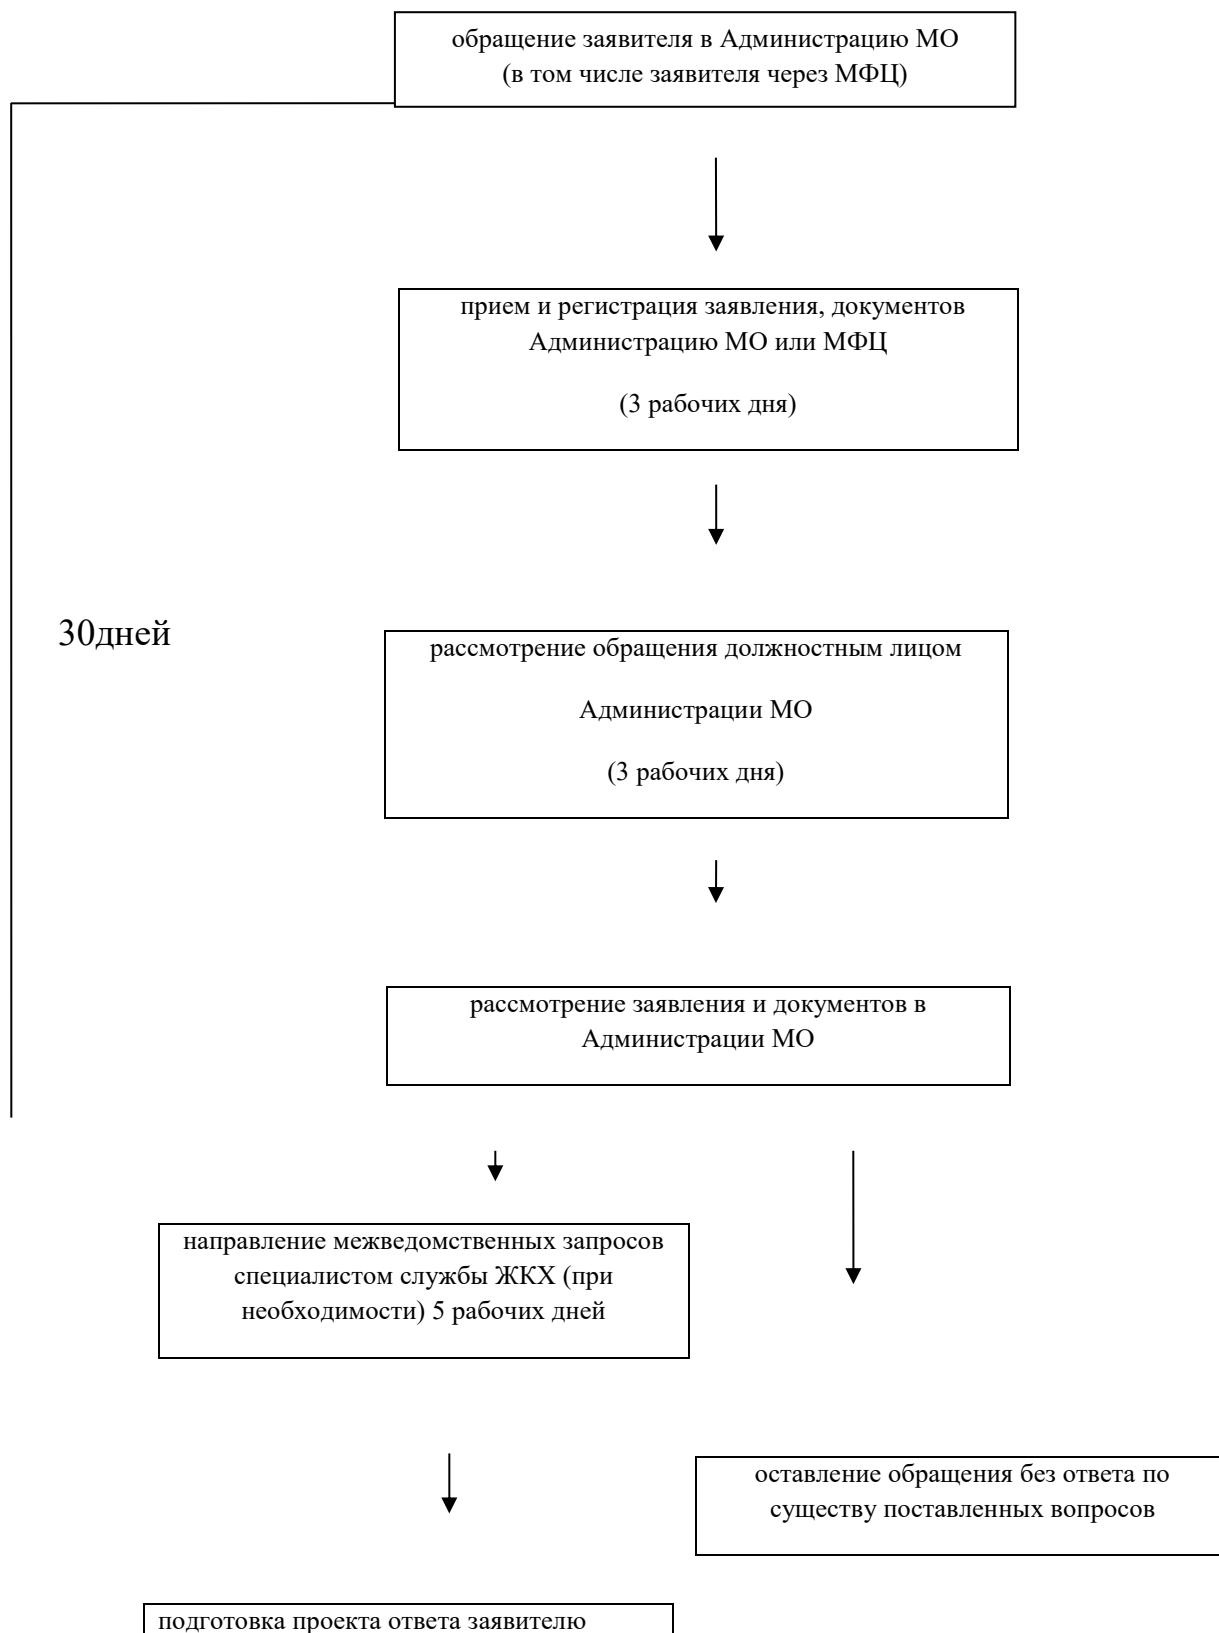 обращение заявителя в Администрацию МО
(в том числе заявителя через МФЦ)
прием и регистрация заявления, документов
Администрацию МО или МФЦ
(3 рабочих дня)
30дней
рассмотрение обращения должностным лицом
Администрации МО
(3 рабочих дня)
рассмотрение заявления и документов в
Администрации МО
направление межведомственных запросов
специалистом службы ЖКХ (при
необходимости) 5 рабочих дней
оставление обращения без ответа по
существу поставленных вопросов
подготовка проекта ответа заявителю